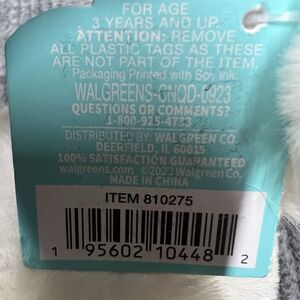 FOR AGE
3 YEARS AND UP
ATTENTION: REMOVE
ALL PLASTIC TAGS AS THESE
ARE NOT PART OF THE ITEM.
Packaging Printed with Soy Ink.
WALGREENS-CNQD-0923
QUESTIONS OR COMMENTS?
1-800-925-4733
DISTRIBUTED BY: WALGREEN CO.
DEERFIELD, IL 60015
100% SATISFACTION GUARANTEED
walgreens.com ©2023 Walgreen Co.
MADE IN CHINA
ITEM 810275
1 95602 10448 2